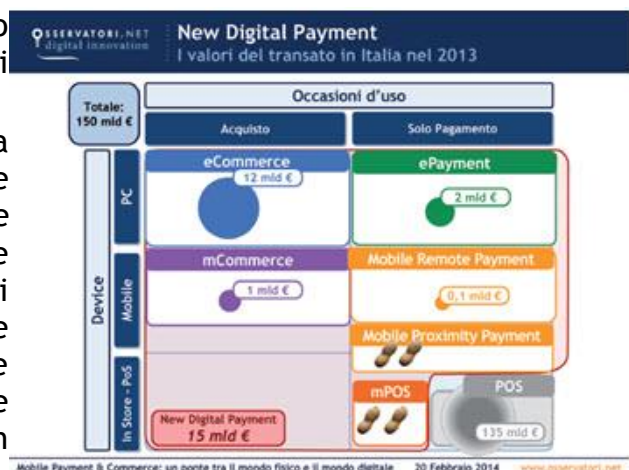 o
i
a
e
e
e
i
e
e
e
n
OSSERVATORI.NET
digital innovation
New Digital Payment
I valori del transato in Italia nel 2013
Totale:
150 mld €
Occasioni d'uso
Acquisto
Solo Pagamento
Device
PC
Mobile
In Store - PoS
eCommerce
12 mld €
ePayment
2 mld €
mCommerce
1 mld €
Mobile Remote Payment
0,1 mld €
Mobile Proximity Payment
mPOS
POS
135 mld €
New Digital Payment
15 mld €
Mobile Payment & Commerce: un ponte tra il mondo fisico e il mondo digitale
20 Febbraio 2014
www.osservatori.net